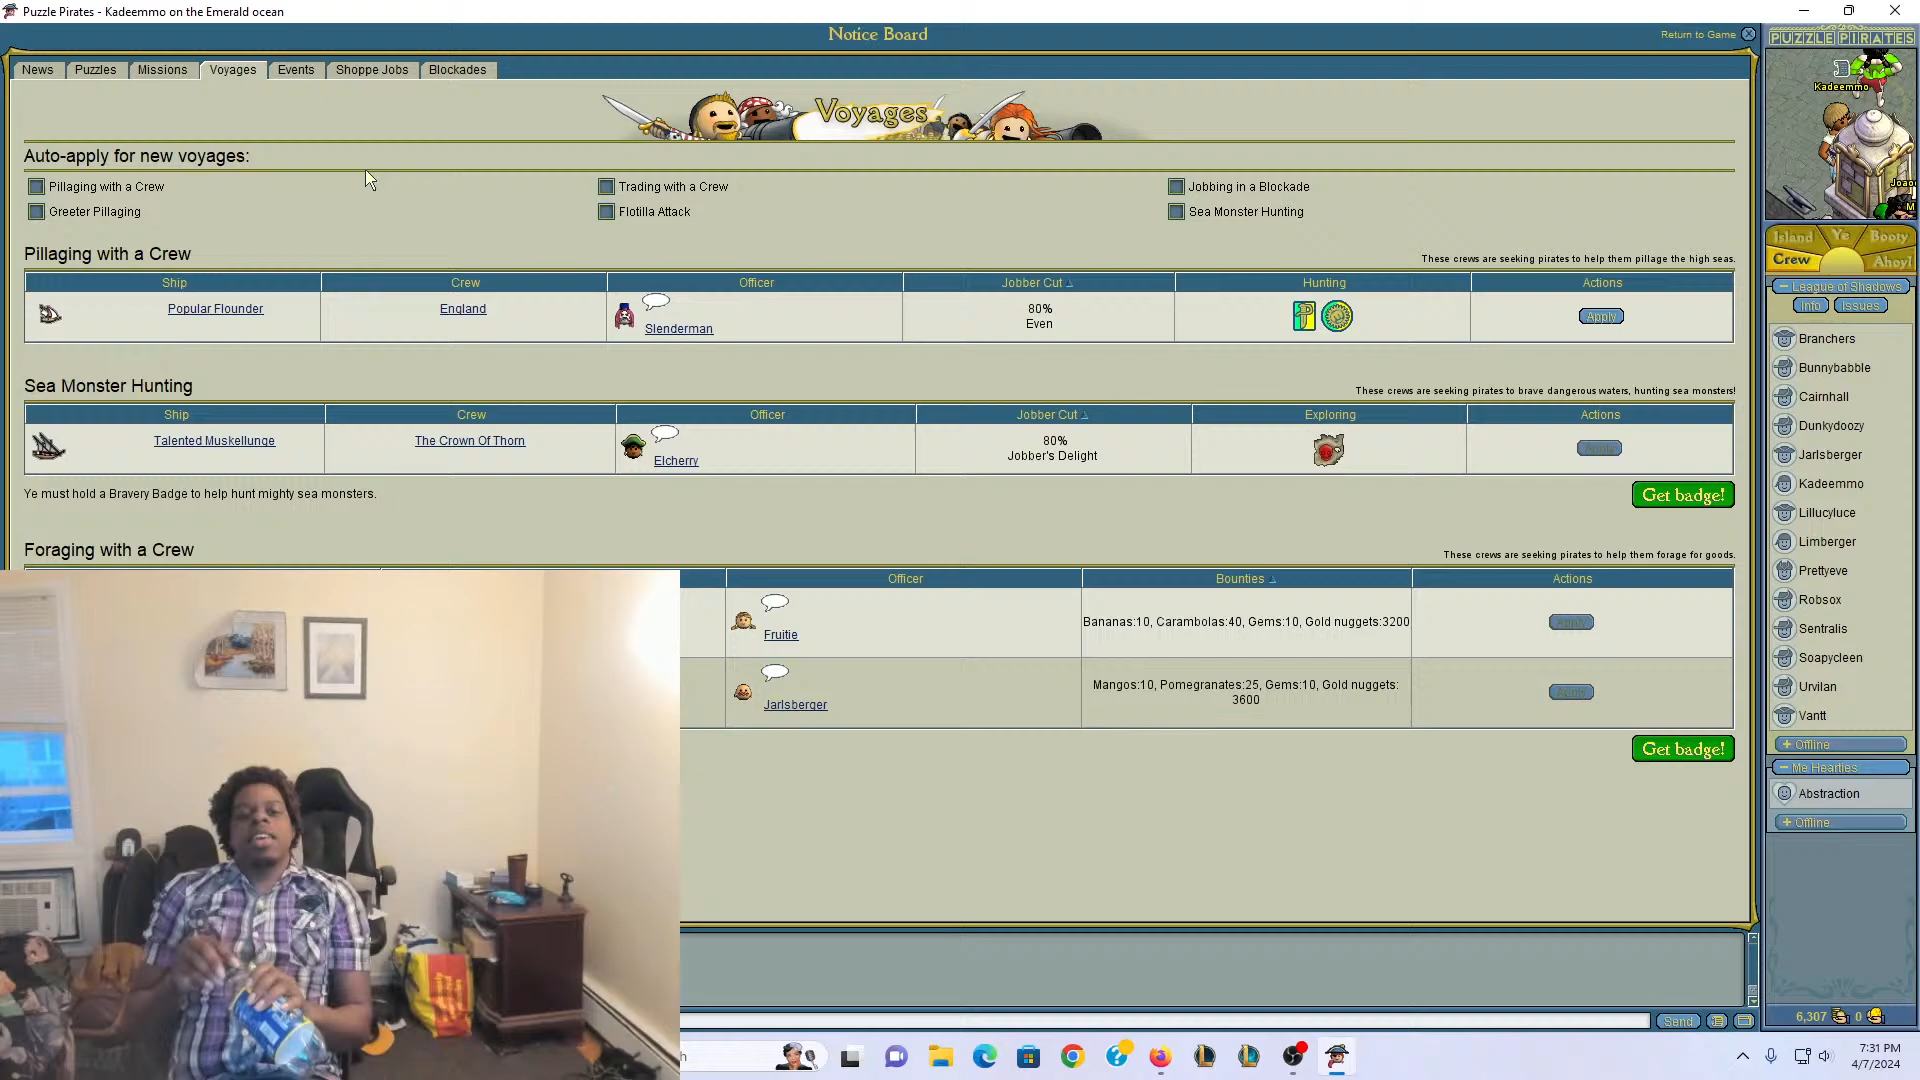 Puzzle Pirates - Kadeemmo on the Emerald ocean
Notice Board
Return to Game
PUZZLE PIRATES
News
Puzzles
Missions
Voyages
Events
Shoppe Jobs
Blockades
Voyages
Kadeemmo
Auto-apply for new voyages:
Pillaging with a Crew
Trading with a Crew
Jobbing in a Blockade
Greeter Pillaging
Flotilla Attack
Sea Monster Hunting
Island
Ye
Booty
Crew
Ahoy!
Pillaging with a Crew
These crews are seeking pirates to help them pillage the high seas.
Ship
Crew
Officer
Jobber Cut
Hunting
Actions
Popular Flounder
England
Slenderman
80%
Even
Apply
Sea Monster Hunting
These crews are seeking pirates to brave dangerous waters, hunting sea monsters!
Ship
Crew
Officer
Jobber Cut
Exploring
Actions
Talented Muskellunge
The Crown Of Thorn
Elcherry
80%
Jobber's Delight
Apply
Ye must hold a Bravery Badge to help hunt mighty sea monsters.
Get badge!
Foraging with a Crew
These crews are seeking pirates to help them forage for goods.
Officer
Bounties
Actions
Fruitie
Bananas:10, Carambolas:40, Gems:10, Gold nuggets:3200
Apply
Jarlsberger
Mangos:10, Pomegranates:25, Gems:10, Gold nuggets:
3600
Apply
Get badge!
League of Shadows
Info
Issues
Branchers
Bunnybabble
Cairnhall
Dunkydoozy
Jarlsberger
Kadeemmo
Lillucyluce
Limberger
Prettyeve
Robsox
Sentralis
Soapycleen
Urvilan
Vantt
Offline
Me Hearties
Abstraction
Offline
6,307
0
Send
7:31 PM
4/7/2024